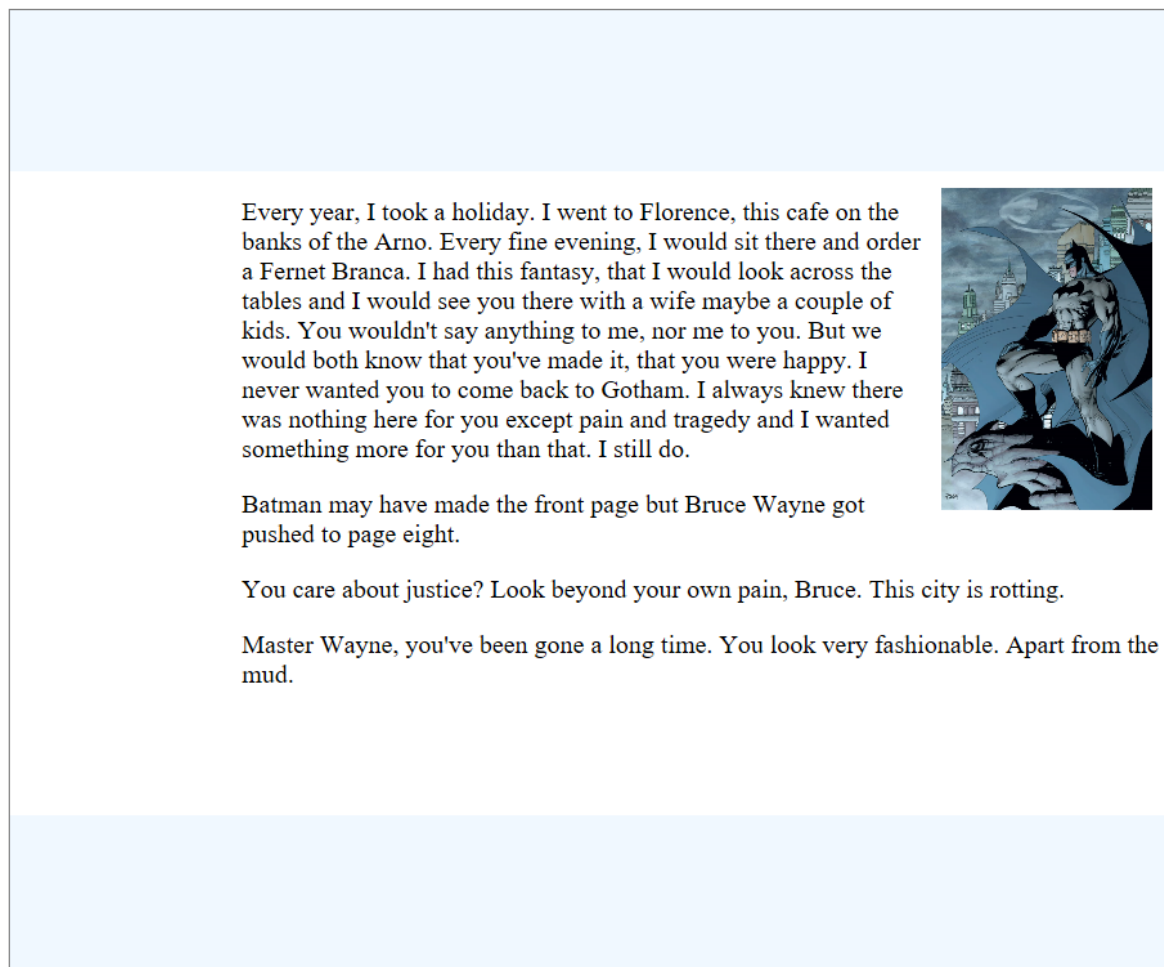 Every year, I took a holiday. I went to Florence, this cafe on the
banks of the Arno. Every fine evening, I would sit there and order
a Fernet Branca. I had this fantasy, that I would look across the
tables and I would see you there with a wife maybe a couple of
kids. You wouldn't say anything to me, nor me to you. But we
would both know that you've made it, that you were happy. I
never wanted you to come back to Gotham. I always knew there
was nothing here for you except pain and tragedy and I wanted
something more for you than that. I still do.
Batman may have made the front page but Bruce Wayne got
pushed to page eight.
You care about justice? Look beyond your own pain, Bruce. This city is rotting.
Master Wayne, you've been gone a long time. You look very fashionable. Apart from the
mud.